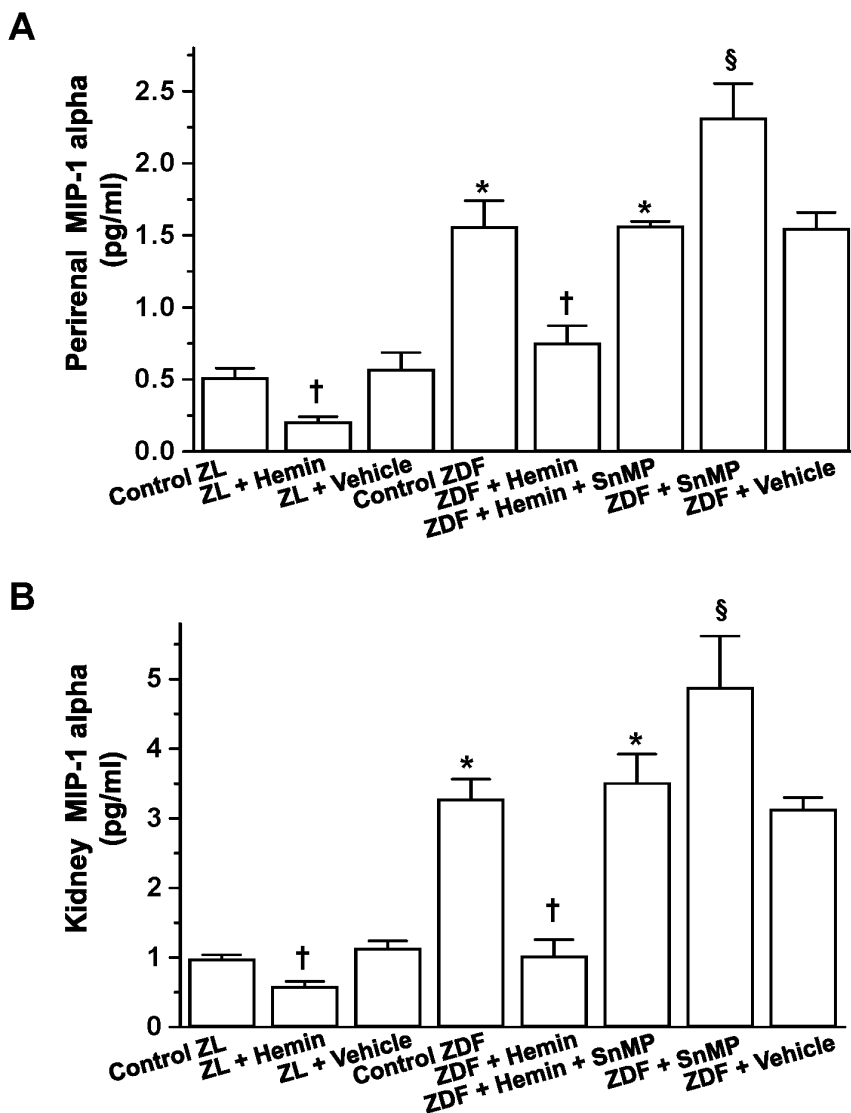 A
Perirenal MIP-1 alpha
(pg/ml)
2.5
2.0
1.5
1.0
0.5
0.0
†
*
†
*
§
Control ZL
ZL + Hemin
ZL + Vehicle
Control ZDF
ZDF + Hemin
ZDF + Hemin + SnMP
ZDF + SnMP
ZDF + Vehicle
B
Kidney MIP-1 alpha
(pg/ml)
5
4
3
2
1
0
†
*
†
*
§
Control ZL
ZL + Hemin
ZL + Vehicle
Control ZDF
ZDF + Hemin
ZDF + Hemin + SnMP
ZDF + SnMP
ZDF + Vehicle